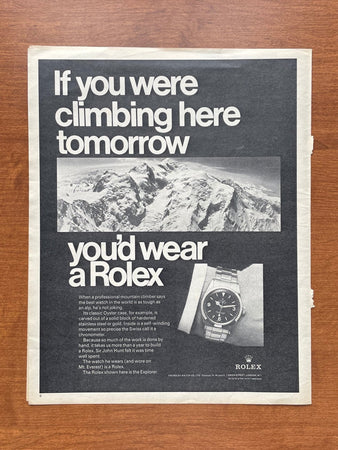 If you were
climbing here
tomorrow
you'd wear
a Rolex
When a professional mountain climber says
the best watch in the world is as tough as
an alp, he's not joking.
Its classic Oyster case, for example, is
carved out of a solid block of hardened
stainless steel or gold. Inside is a self-winding
movement so precise the Swiss call it a
chronometer.
Because so much of the work is done by
hand, it takes us more than a year to build
a Rolex. Sir John Hunt felt it was time
well spent.
The watch he wears (and wore on
Mt. Everest) is a Rolex.
The Rolex shown here is the Explorer.
ROLEX